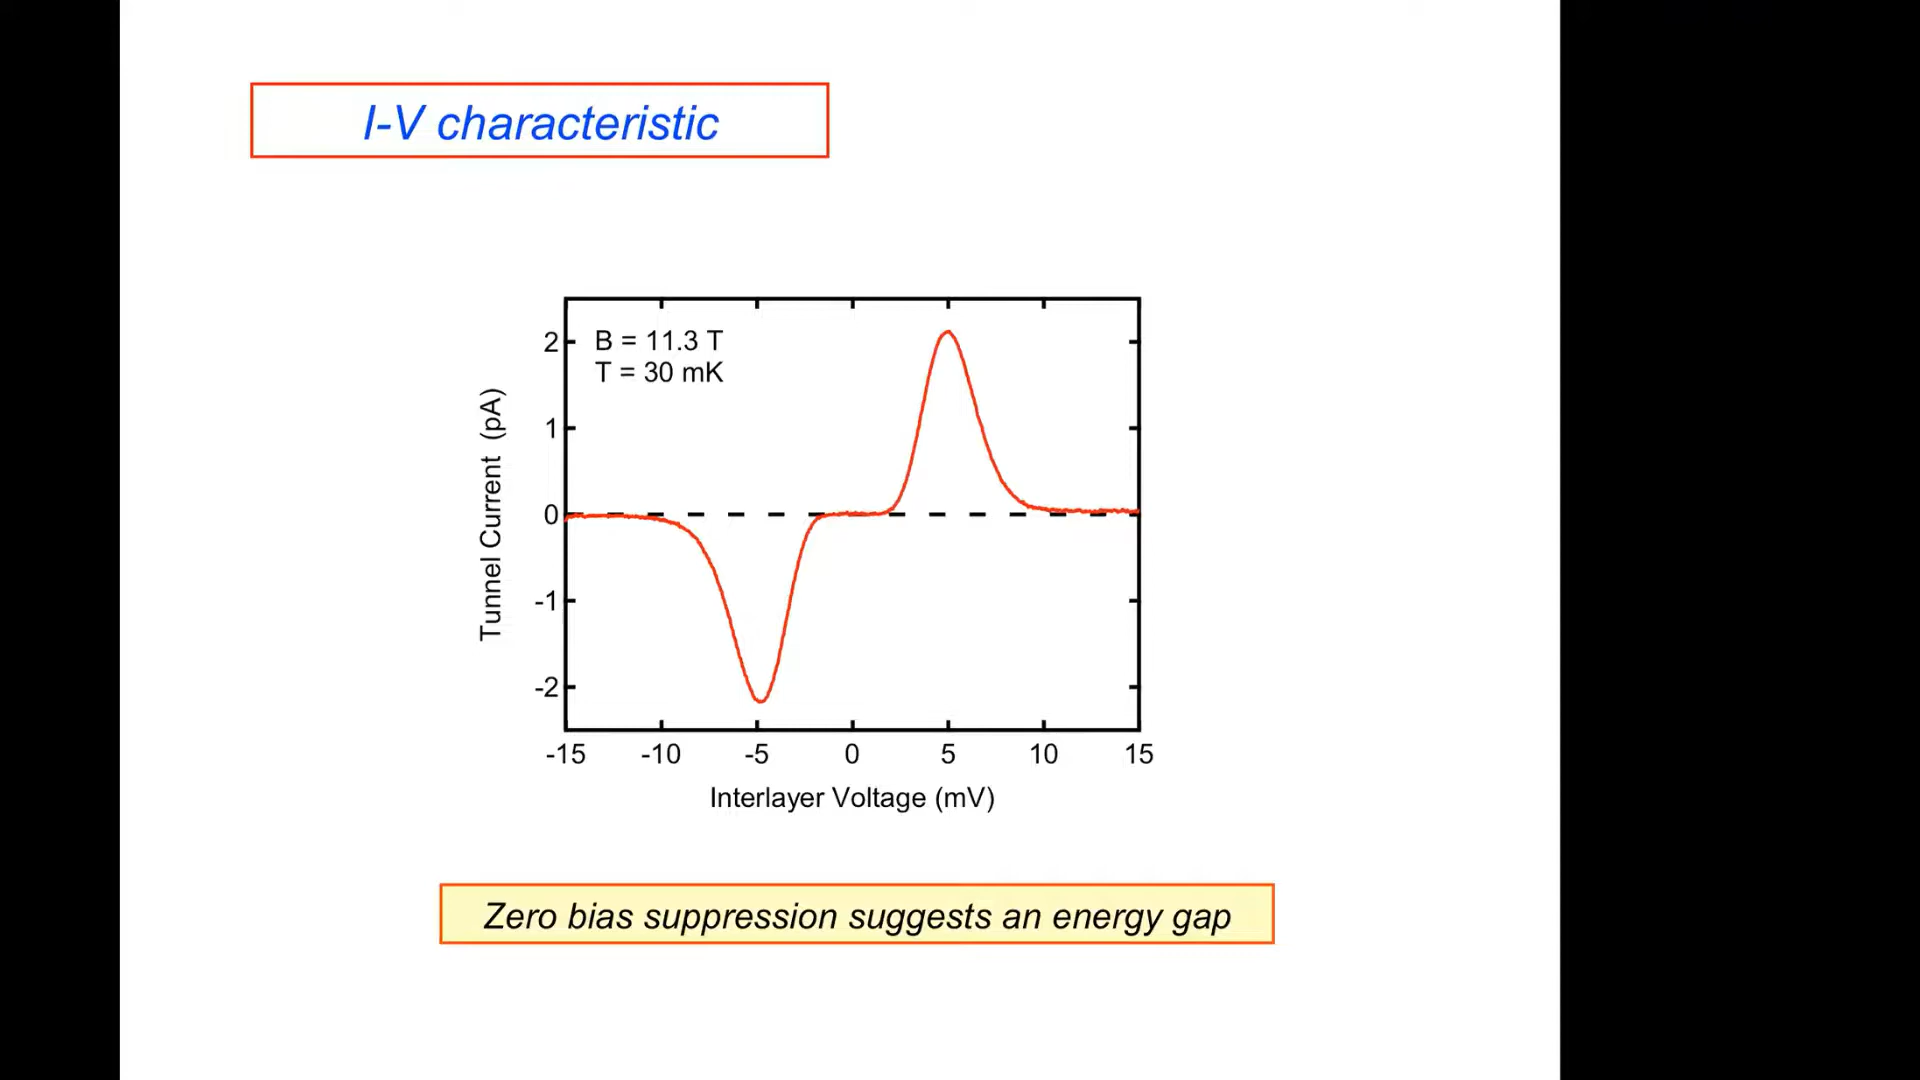 I-V characteristic
B = 11.3 T
T = 30 mK
2
1
0
-1
-2
Tunnel Current (pA)
-15 -10 -5 0 5 10 15
Interlayer Voltage (mV)
Zero bias suppression suggests an energy gap